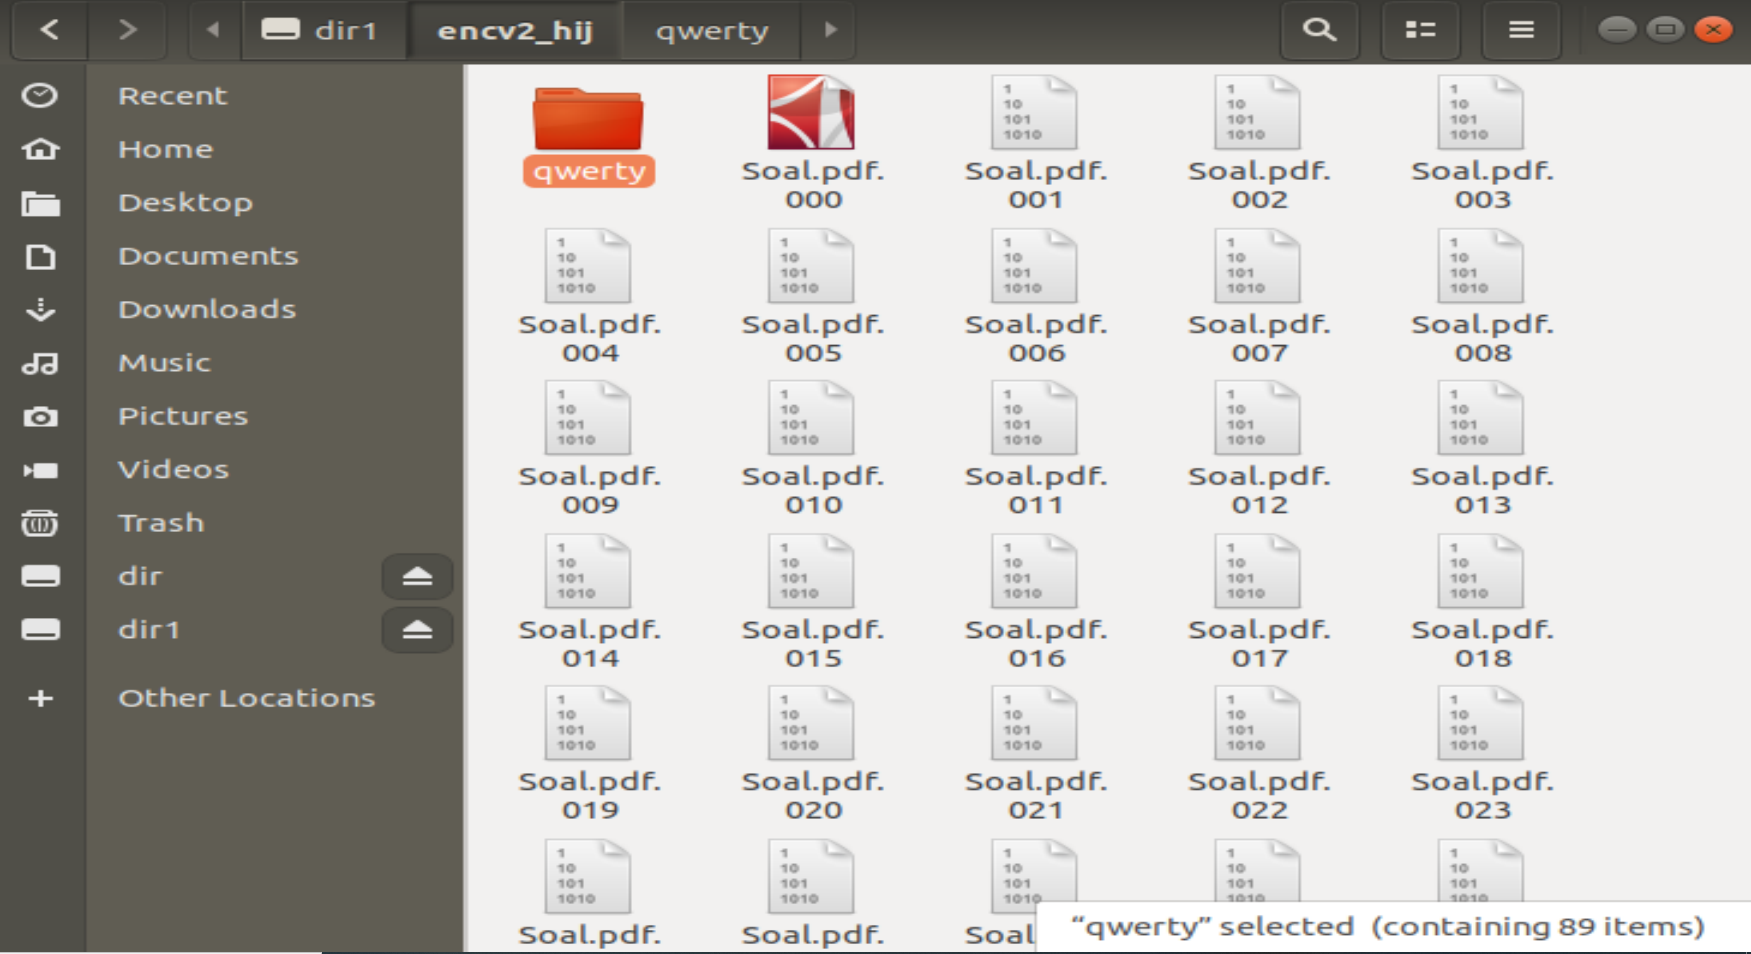 dir1 encv2_hij qwerty
Recent
Home
Desktop
Documents
Downloads
Music
Pictures
Videos
Trash
dir
dir1
Other Locations
qwerty
Soal.pdf.
000
Soal.pdf.
001
Soal.pdf.
002
Soal.pdf.
003
Soal.pdf.
004
Soal.pdf.
005
Soal.pdf.
006
Soal.pdf.
007
Soal.pdf.
008
Soal.pdf.
009
Soal.pdf.
010
Soal.pdf.
011
Soal.pdf.
012
Soal.pdf.
013
Soal.pdf.
014
Soal.pdf.
015
Soal.pdf.
016
Soal.pdf.
017
Soal.pdf.
018
Soal.pdf.
019
Soal.pdf.
020
Soal.pdf.
021
Soal.pdf.
022
Soal.pdf.
023
Soal.pdf.
Soal.pdf.
Soal
“qwerty” selected (containing 89 items)